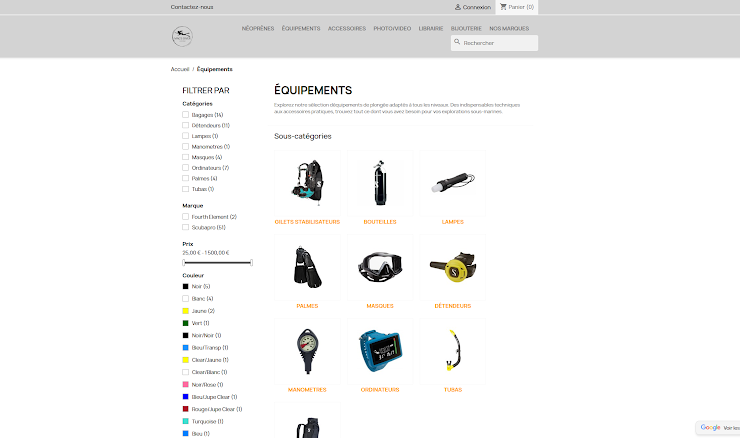 Contactez-nous
Connexion
Panier (0)
NÉOPRÈNES ÉQUIPEMENTS ACCESSOIRES PHOTO/VIDEO LIBRAIRIE BIJOUTERIE NOS MARQUES
Rechercher
Accueil / Équipements
FILTRER PAR
Catégories
Bagages (14)
Détendeurs (11)
Lampes (1)
Manometres (1)
Masques (4)
Ordinateurs (7)
Palmes (4)
Tubas (1)
Marque
Fourth Element (2)
Scubapro (51)
Prix
25,00 € - 1 500,00 €
Couleur
Noir (5)
Blanc (4)
Jaune (2)
Vert (1)
Noir/Noir (1)
Bleu/Transp (1)
Clear/Jaune (1)
Clear/Blanc (1)
Noir/Rose (1)
Bleu/Jupe Clear (1)
Rouge/Jupe Clear (1)
Turquoise (1)
Bleu (1)
ÉQUIPEMENTS
Explorez notre sélection d'équipements de plongée adaptés à tous les niveaux. Des indispensables techniques
aux accessoires pratiques, trouvez tout ce dont vous avez besoin pour vos explorations sous-marines.
Sous-catégories
GILETS STABILISATEURS
BOUTEILLES
LAMPES
PALMES
MASQUES
DÉTENDEURS
MANOMETRES
ORDINATEURS
TUBAS
Google Voir les